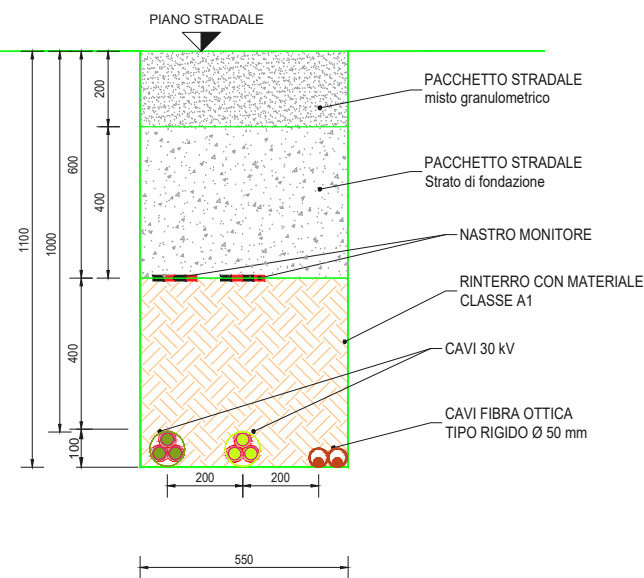 PIANO STRADALE
200
600
400
1100
1000
400
100
PACCHETTO STRADALE
misto granulometrico
PACCHETTO STRADALE
Strato di fondazione
NASTRO MONITORE
RINTERRO CON MATERIALE
CLASSE A1
CAVI 30 kV
CAVI FIBRA OTTICA
TIPO RIGIDO Ø 50 mm
200
200
550